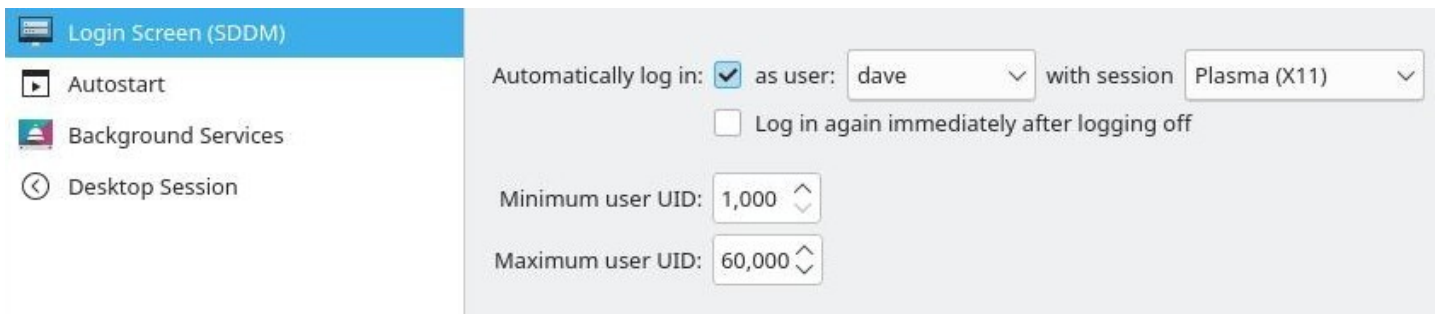 Login Screen (SDDM)
Autostart
Background Services
Desktop Session
Automatically log in: as user: dave with session Plasma (X11)
Log in again immediately after logging off
Minimum user UID: 1,000
Maximum user UID: 60,000